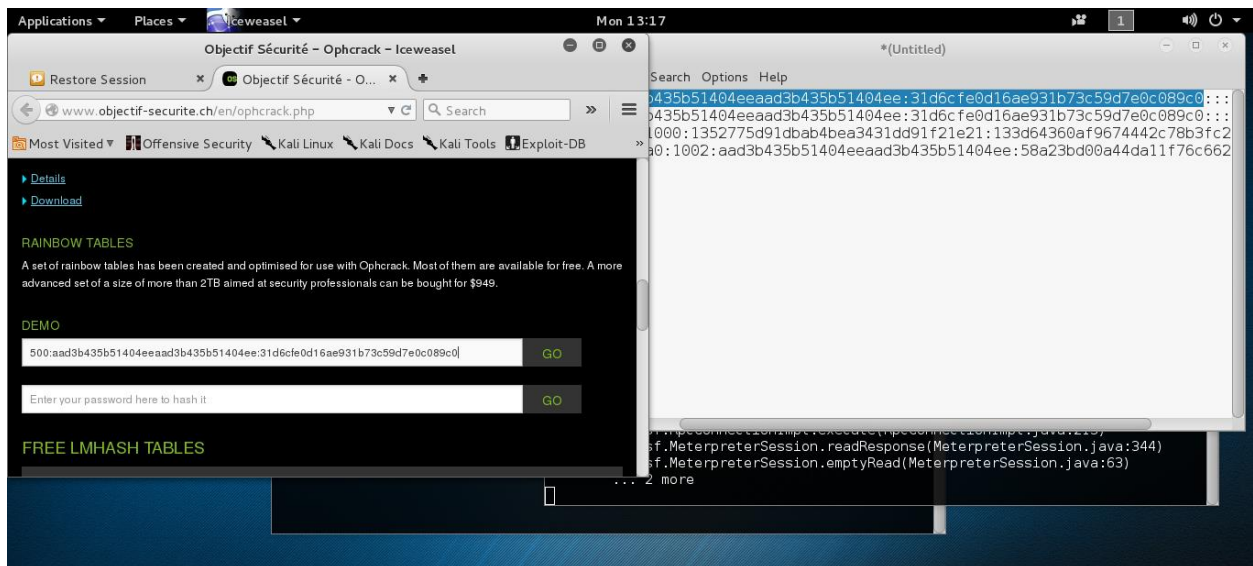 Applications Places Iceweasel Mon 13:17 1
Objectif Sécurité - Ophcrack - Iceweasel
Restore Session Objectif Sécurité - O...
www.objectif-securite.ch/en/ophcrack.php Search »
Most Visited Offensive Security Kali Linux Kali Docs Kali Tools Exploit-DB »
Details
Download
RAINBOW TABLES
A set of rainbow tables has been created and optimised for use with Ophcrack. Most of them are available for free. A more
advanced set of a size of more than 2TB aimed at security professionals can be bought for $949.
DEMO
500:aad3b435b51404eeaad3b435b51404ee:31d6cfe0d16ae931b73c59d7e0c089c0 GO
Enter your password here to hash it GO
FREE LMHASH TABLES
*(Untitled)
Search Options Help
b435b51404eeaad3b435b51404ee:31d6cfe0d16ae931b73c59d7e0c089c0:::
b435b51404eeaad3b435b51404ee:31d6cfe0d16ae931b73c59d7e0c089c0:::
1000:1352775d91dbab4bea3431dd91f21e21:133d64360af9674442c78b3fc2
a0:1002:aad3b435b51404eeaad3b435b51404ee:58a23bd00a44da11f76c662
sf.MeterpreterSession.readResponse(MeterpreterSession.java:344)
sf.MeterpreterSession.emptyRead(MeterpreterSession.java:63)
... 2 more